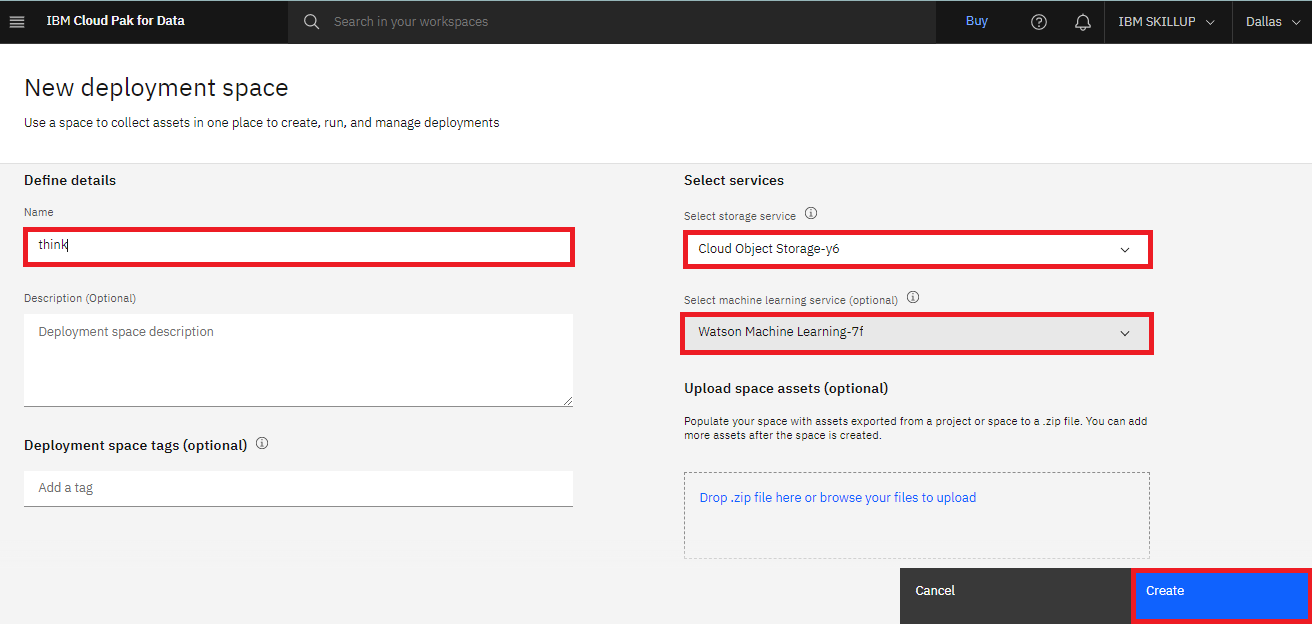 IBM Cloud Pak for Data
Search in your workspaces
Buy
IBM SKILLUP
Dallas
New deployment space
Use a space to collect assets in one place to create, run, and manage deployments
Define details
Name
think
Description (Optional)
Deployment space description
Deployment space tags (optional)
Add a tag
Select services
Select storage service
Cloud Object Storage-y6
Select machine learning service (optional)
Watson Machine Learning-7f
Upload space assets (optional)
Populate your space with assets exported from a project or space to a .zip file. You can add
more assets after the space is created.
Drop .zip file here or browse your files to upload
Cancel
Create